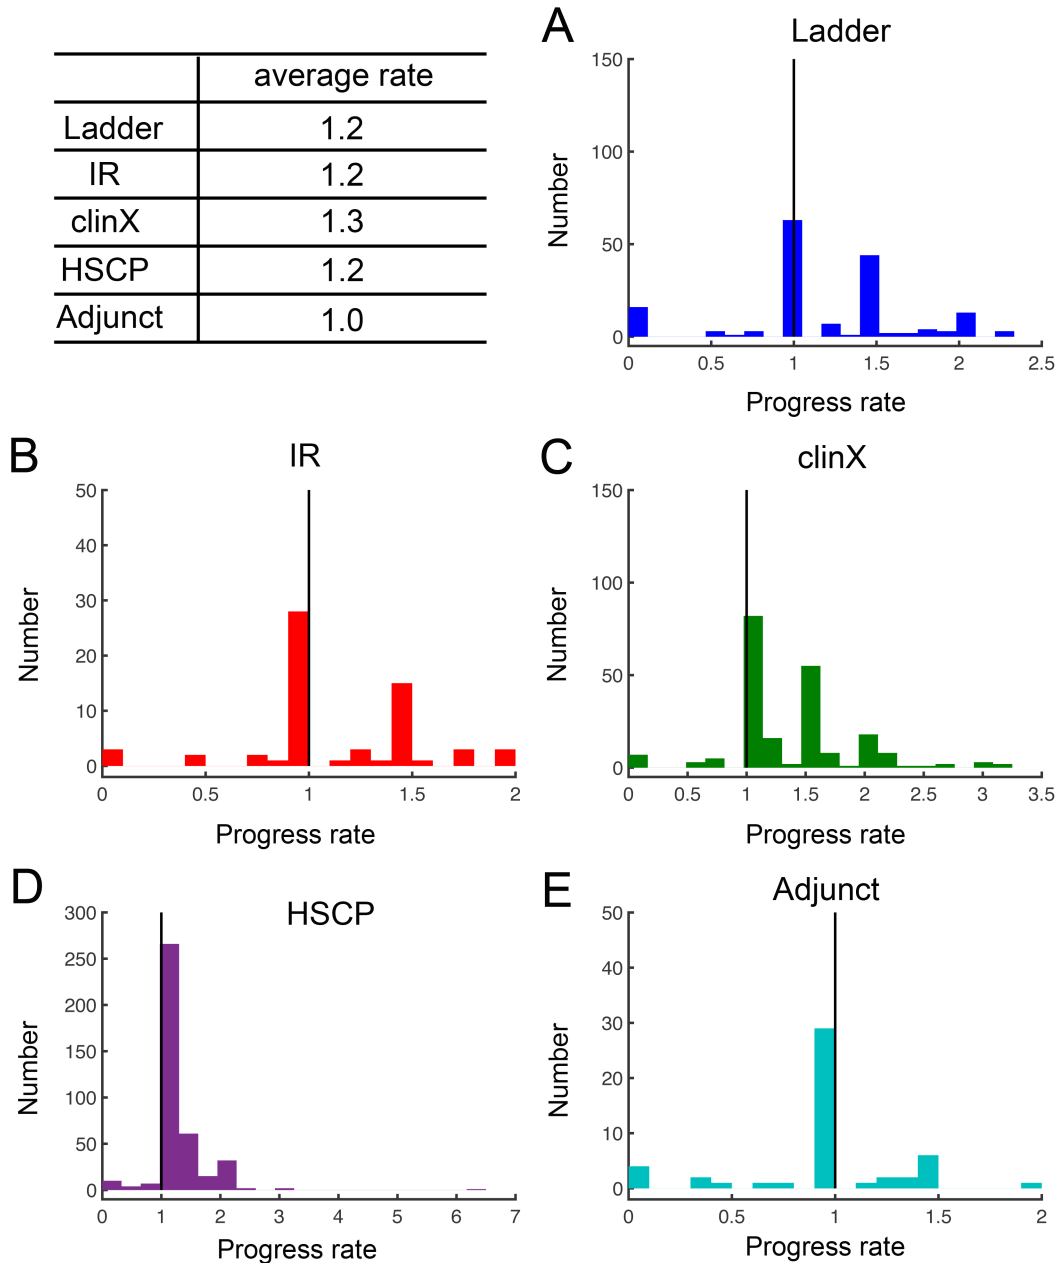 average rate
Ladder 1.2
IR 1.2
clinX 1.3
HSCP 1.2
Adjunct 1.0
A
Ladder
150
100
50
0
Number
0 0.5 1 1.5 2 2.5
Progress rate
B
IR
50
40
30
20
10
0
Number
0 0.5 1 1.5 2
Progress rate
C
clinX
150
100
50
0
Number
0 0.5 1 1.5 2 2.5 3 3.5
Progress rate
D
HSCP
300
250
200
150
100
50
0
Number
0 1 2 3 4 5 6 7
Progress rate
E
Adjunct
50
40
30
20
10
0
Number
0 0.5 1 1.5 2
Progress rate